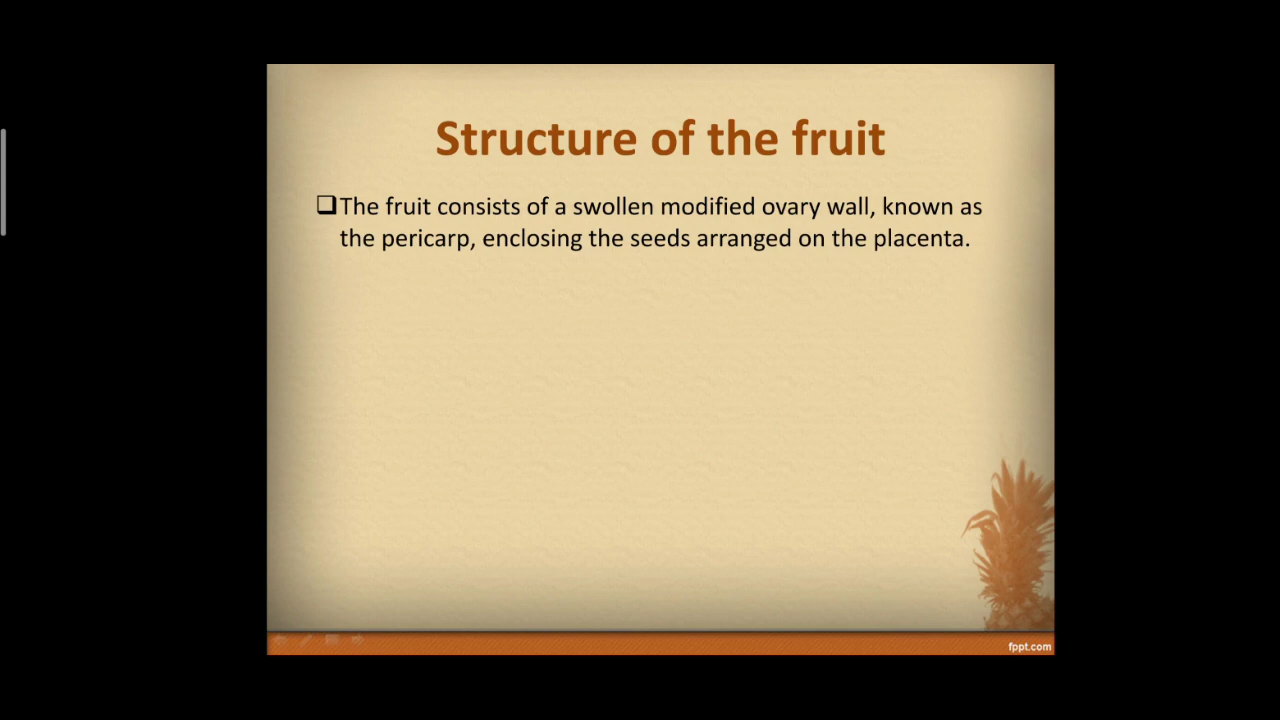 Structure of the fruit
❑The fruit consists of a swollen modified ovary wall, known as
the pericarp, enclosing the seeds arranged on the placenta.
fppt.com